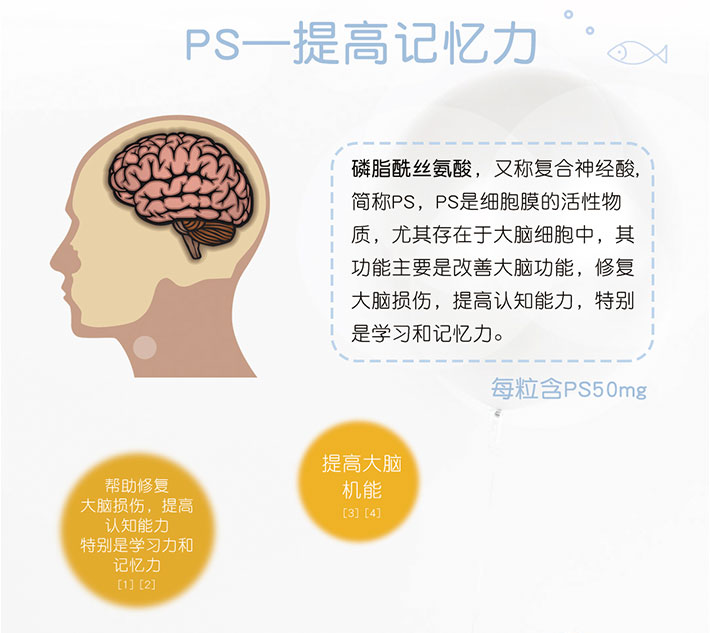 PS—提高记忆力
磷脂酰丝氨酸，又称复合神经酸,
简称PS，PS是细胞膜的活性物
质，尤其存在于大脑细胞中，其
功能主要是改善大脑功能，修复
大脑损伤，提高认知能力，特别
是学习和记忆力。
每粒含PS50mg
提高大脑
机能
[3] [4]
帮助修复
大脑损伤，提高
认知能力
特别是学习力和
记忆力
[1] [2]